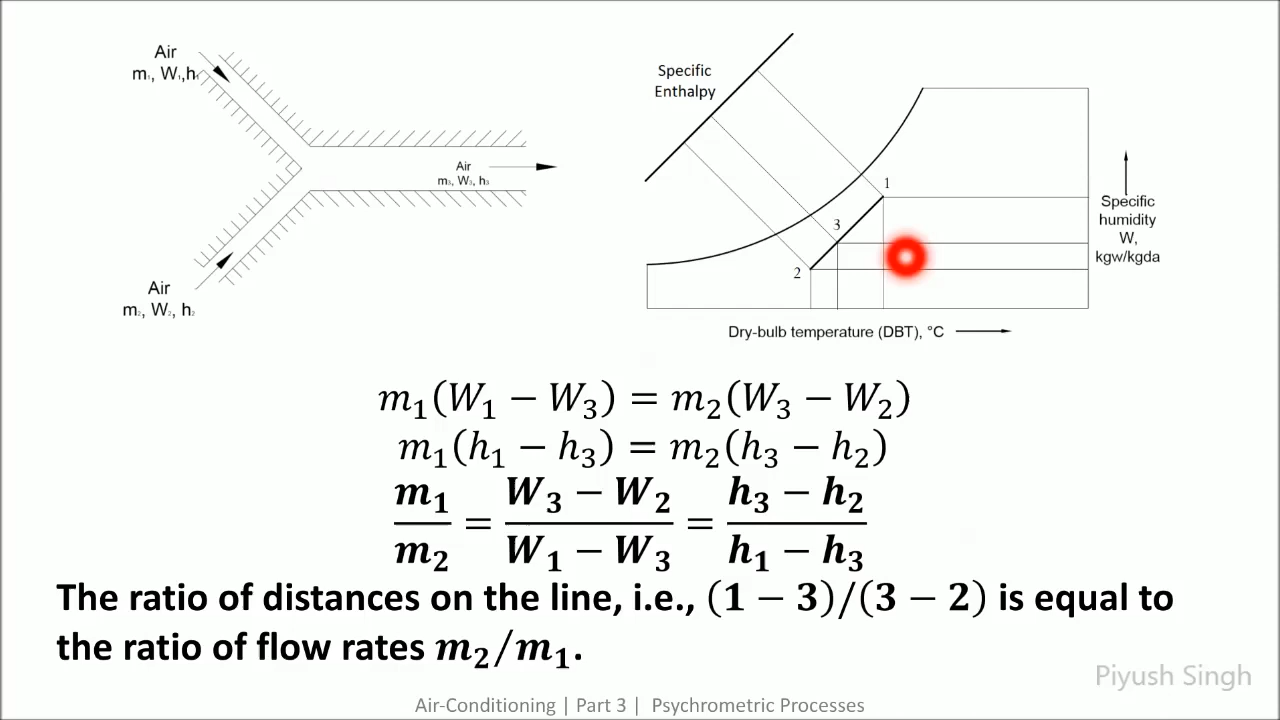 Air
m₁, W₁,h₁
Air
m₃, W₃, h₃
Air
m₂, W₂, h₂
Specific
Enthalpy
1
3
2
Specific
humidity
W,
kgw/kgda
Dry-bulb temperature (DBT), °C
m₁(W₁ − W₃) = m₂(W₃ − W₂)
m₁(h₁ − h₃) = m₂(h₃ − h₂)
m₁/m₂ = (W₃ − W₂)/(W₁ − W₃) = (h₃ − h₂)/(h₁ − h₃)
The ratio of distances on the line, i.e., (1 − 3)/(3 − 2) is equal to
the ratio of flow rates m₂/m₁.
Piyush Singh
Air-Conditioning | Part 3 | Psychrometric Processes